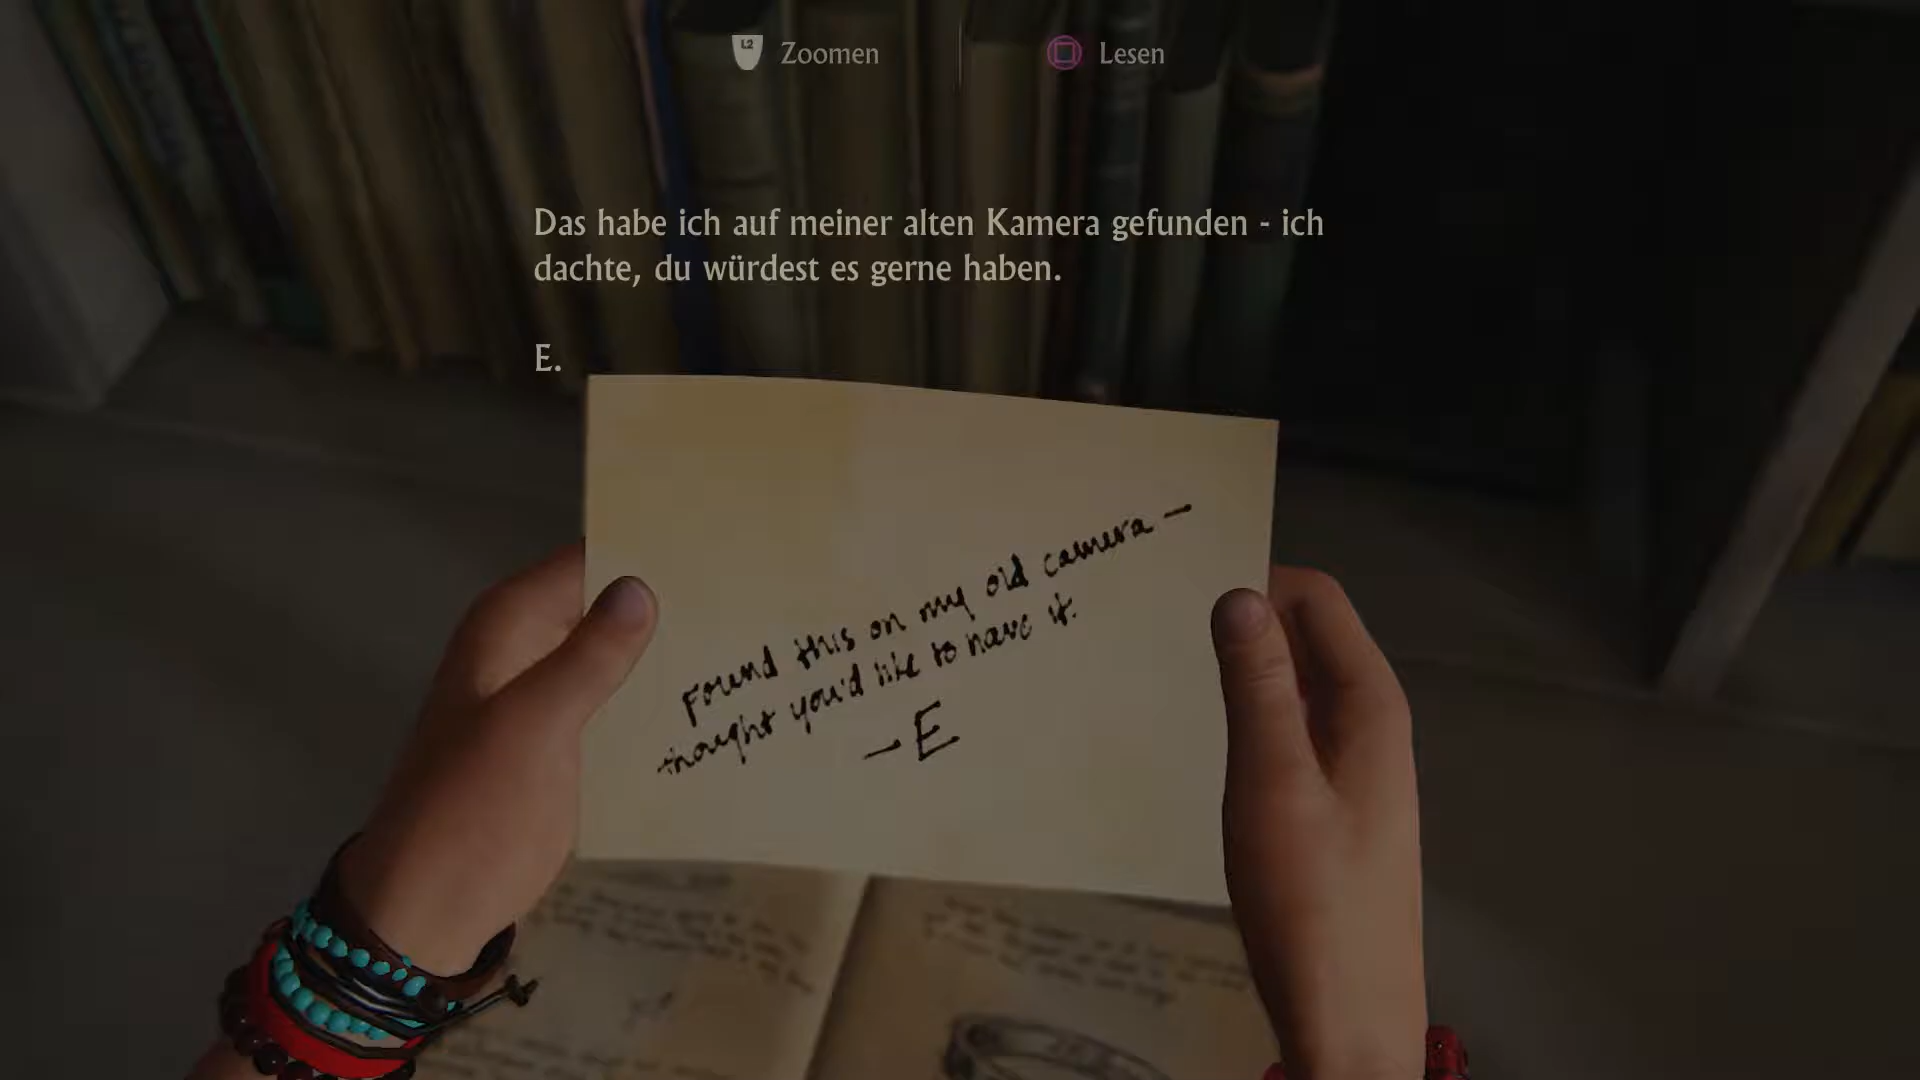 L2 Zoomen
Lesen
Das habe ich auf meiner alten Kamera gefunden - ich
dachte, du würdest es gerne haben.
E.
Found this on my old camera –
thought you'd like to have it.
– E